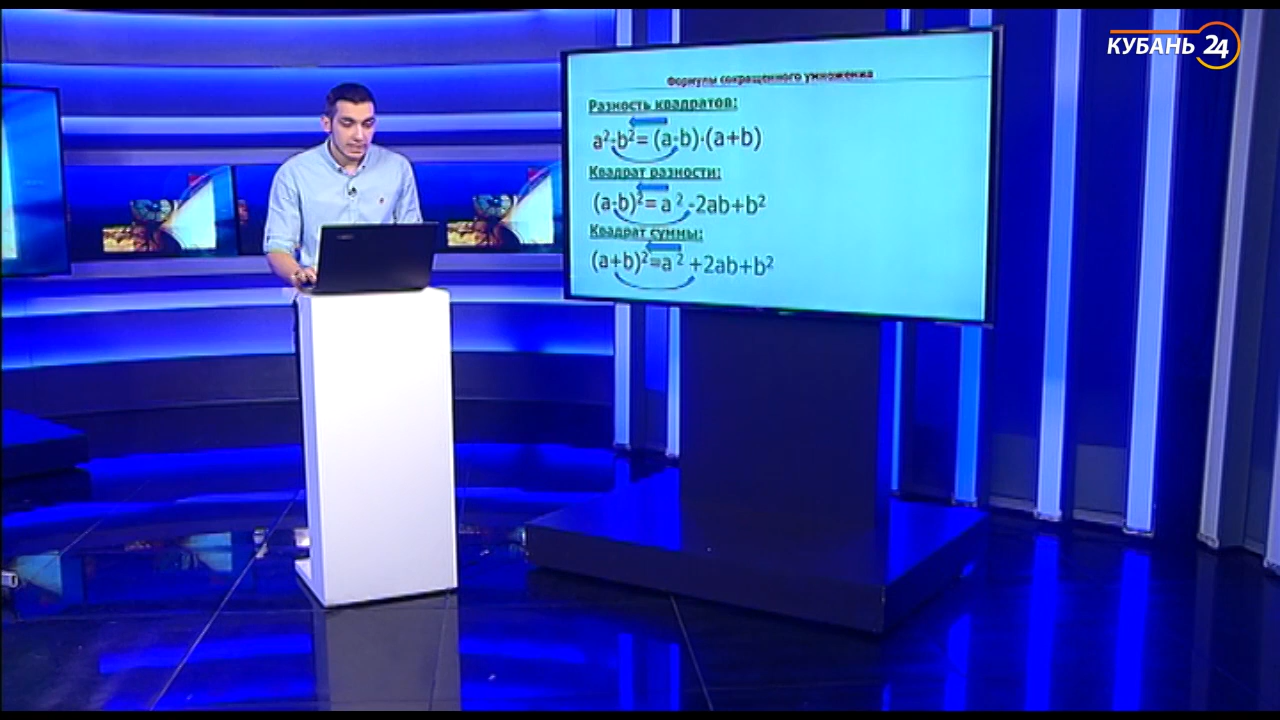 КУБАНЬ 24
Формулы сокращенного умножения
Разность квадратов:
a²-b²= (a-b)·(a+b)
Квадрат разности:
(a-b)²= a² -2ab+b²
Квадрат суммы:
(a+b)²=a² +2ab+b²